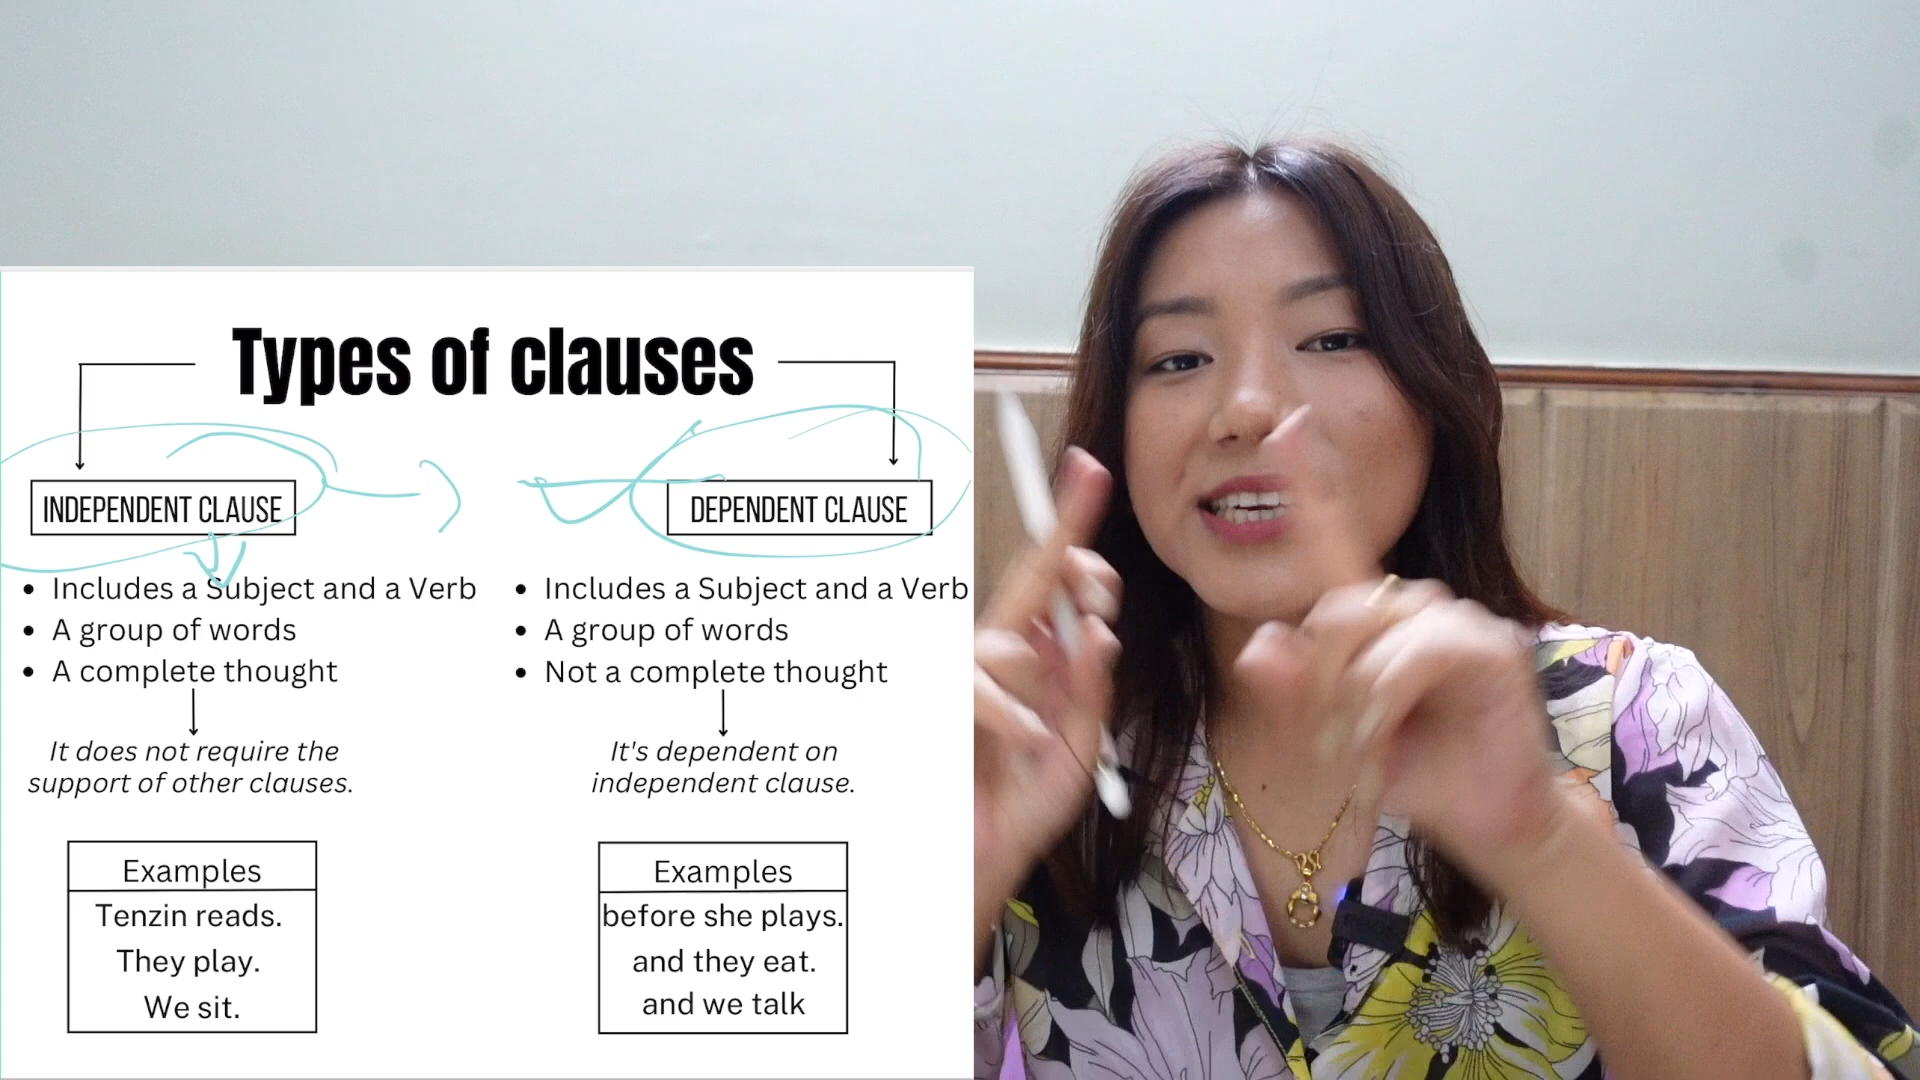 Types of clauses
INDEPENDENT CLAUSE
• Includes a Subject and a Verb
• A group of words
• A complete thought
It does not require the
support of other clauses.
Examples
Tenzin reads.
They play.
We sit.
DEPENDENT CLAUSE
• Includes a Subject and a Verb
• A group of words
• Not a complete thought
It's dependent on
independent clause.
Examples
before she plays.
and they eat.
and we talk